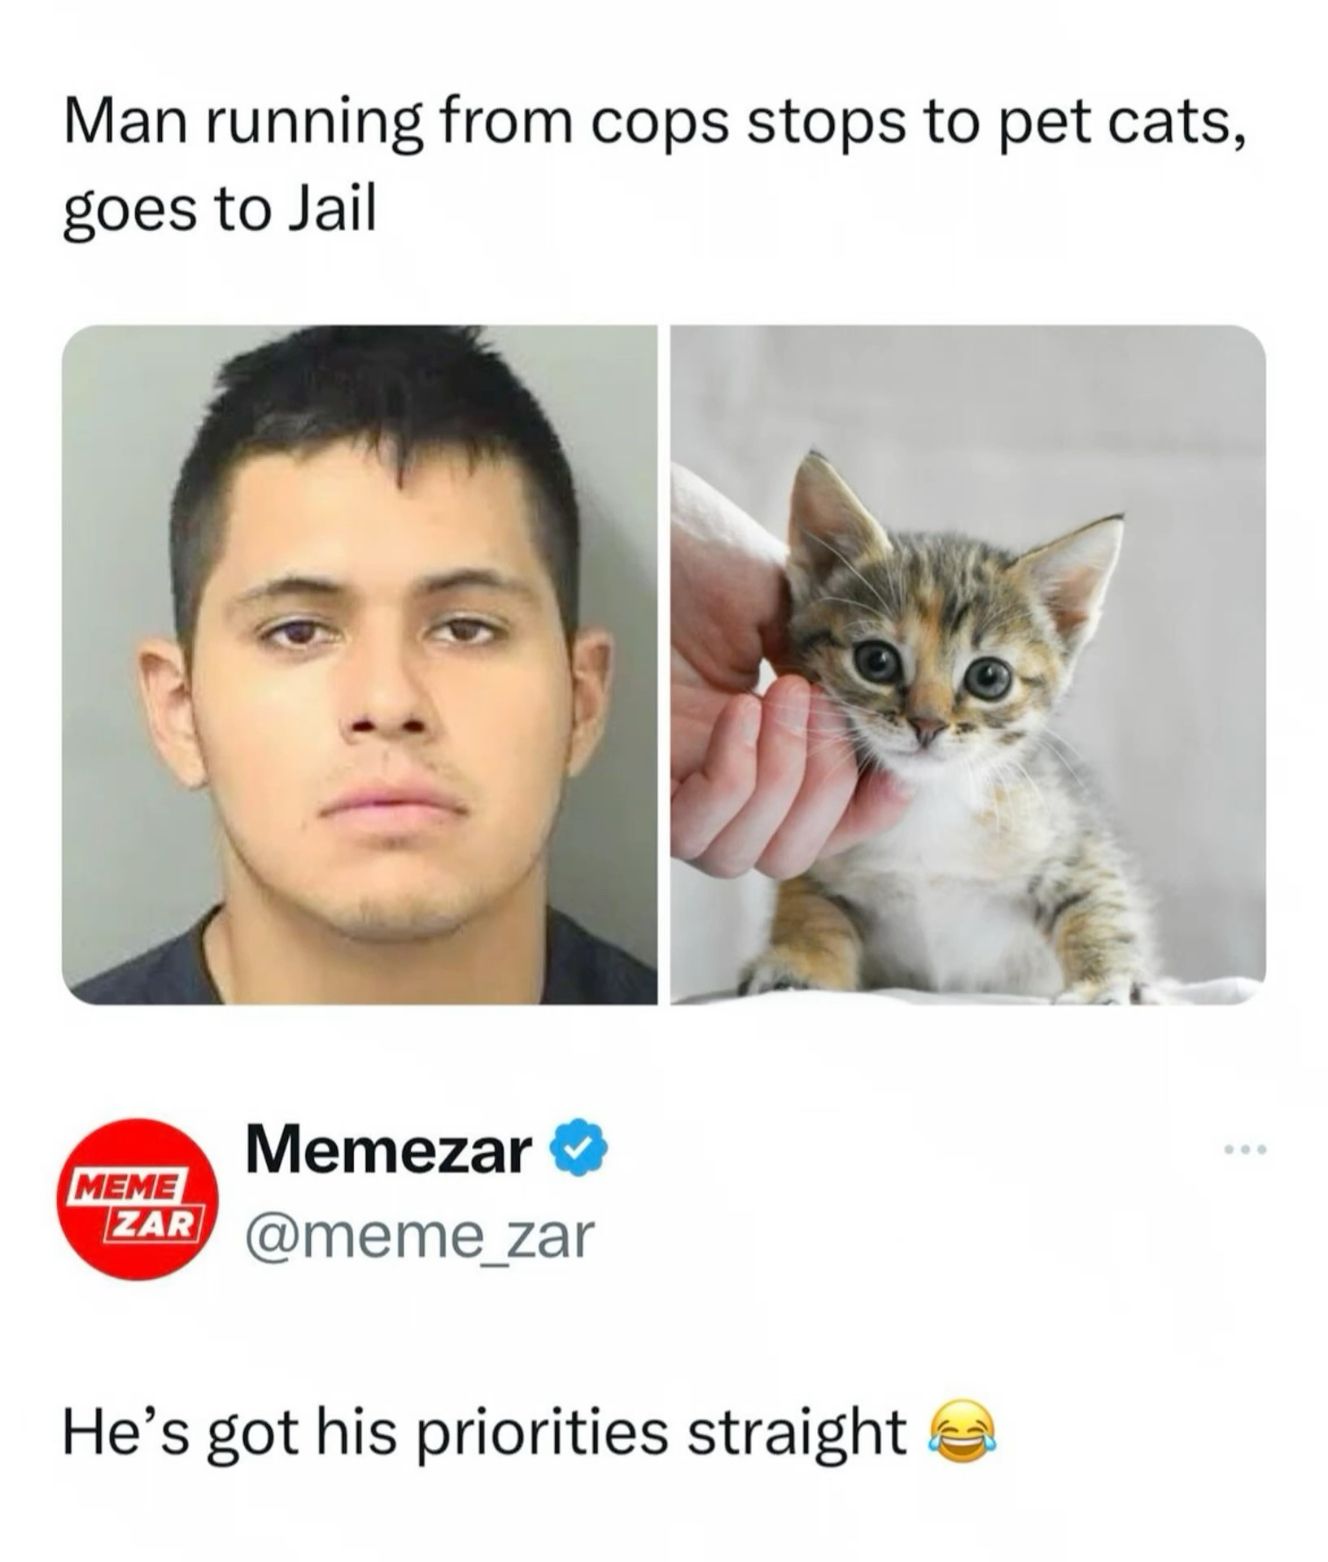 Man running from cops stops to pet cats,
goes to Jail
MEME
ZAR
Memezar
@meme_zar
He’s got his priorities straight 😂